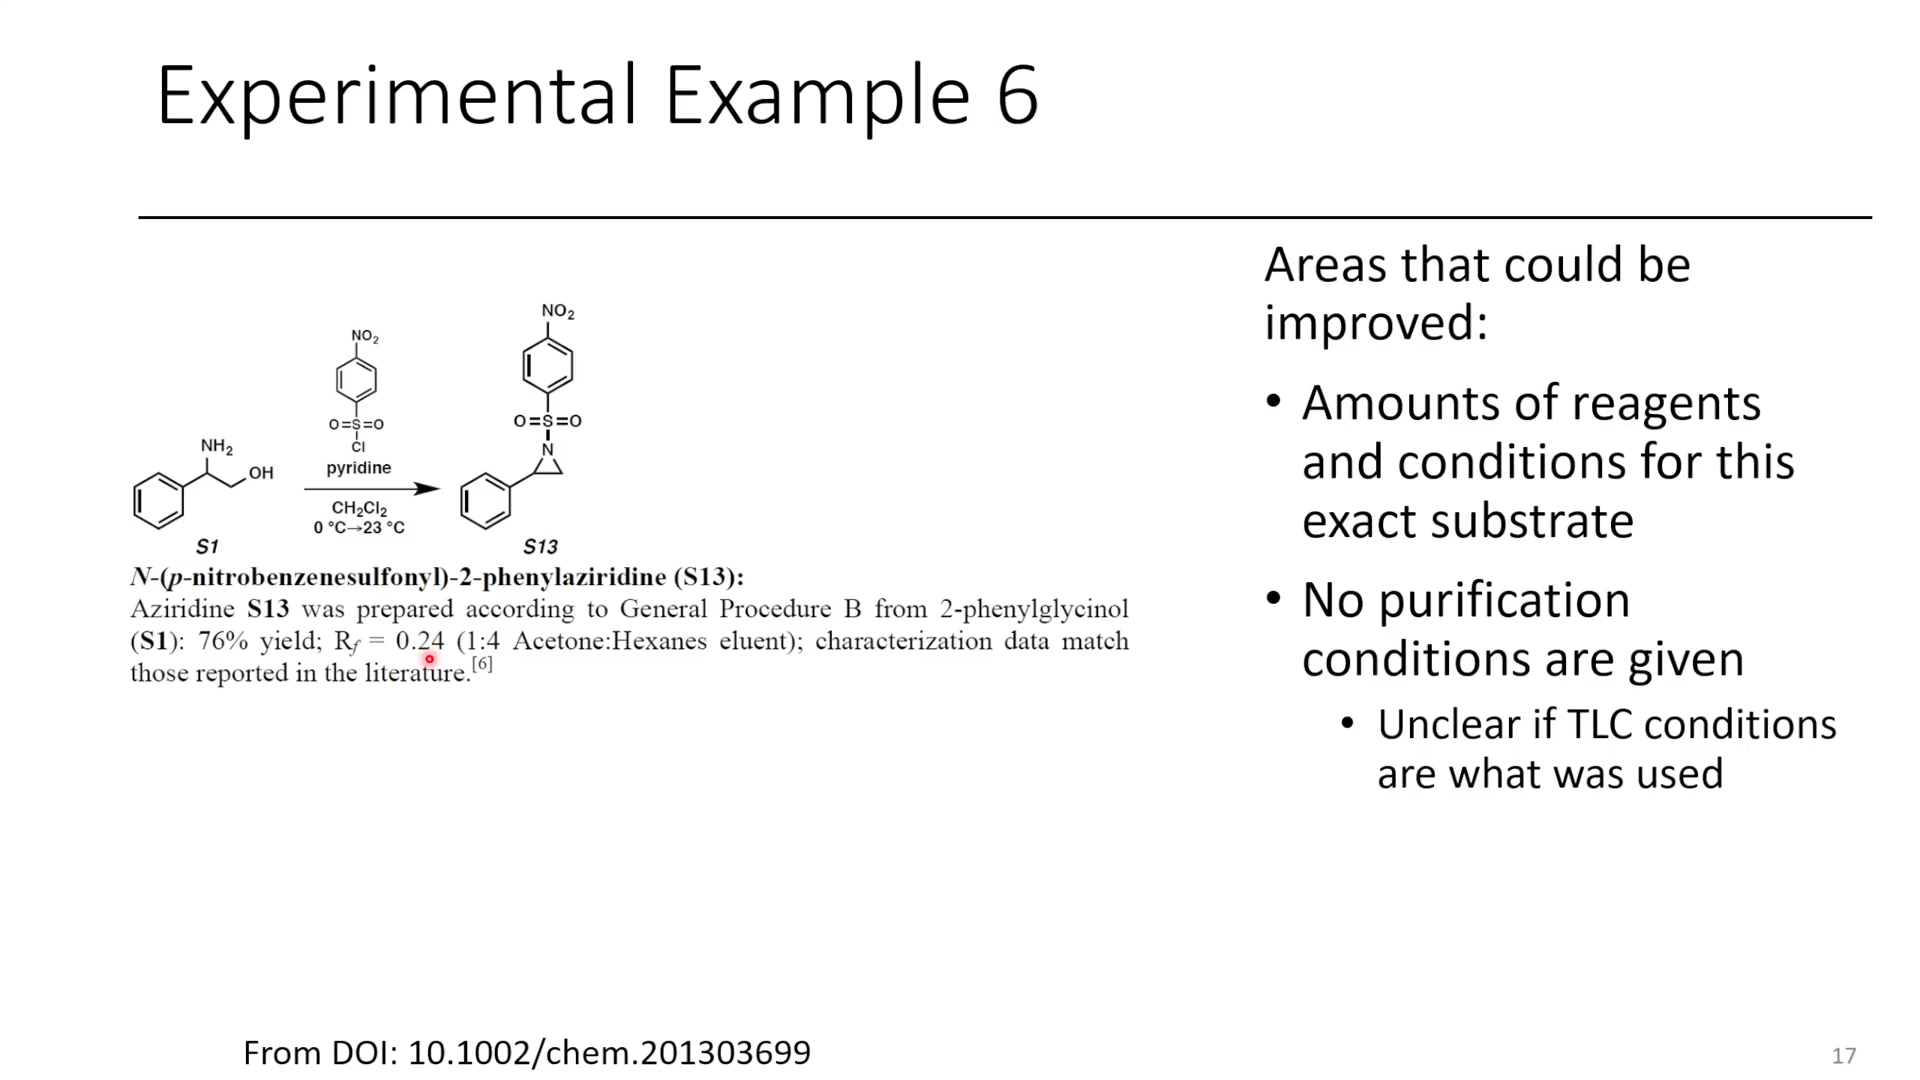 Experimental Example 6
NO2
NO2
O=S=O
Cl
pyridine
CH2Cl2
0 °C→23 °C
NH2
OH
S1
O=S=O
N
S13
N-(p-nitrobenzenesulfonyl)-2-phenylaziridine (S13):
Aziridine S13 was prepared according to General Procedure B from 2-phenylglycinol
(S1): 76% yield; Rf = 0.24 (1:4 Acetone:Hexanes eluent); characterization data match
those reported in the literature.[6]
Areas that could be
improved:
• Amounts of reagents
and conditions for this
exact substrate
• No purification
conditions are given
• Unclear if TLC conditions
are what was used
From DOI: 10.1002/chem.201303699
17